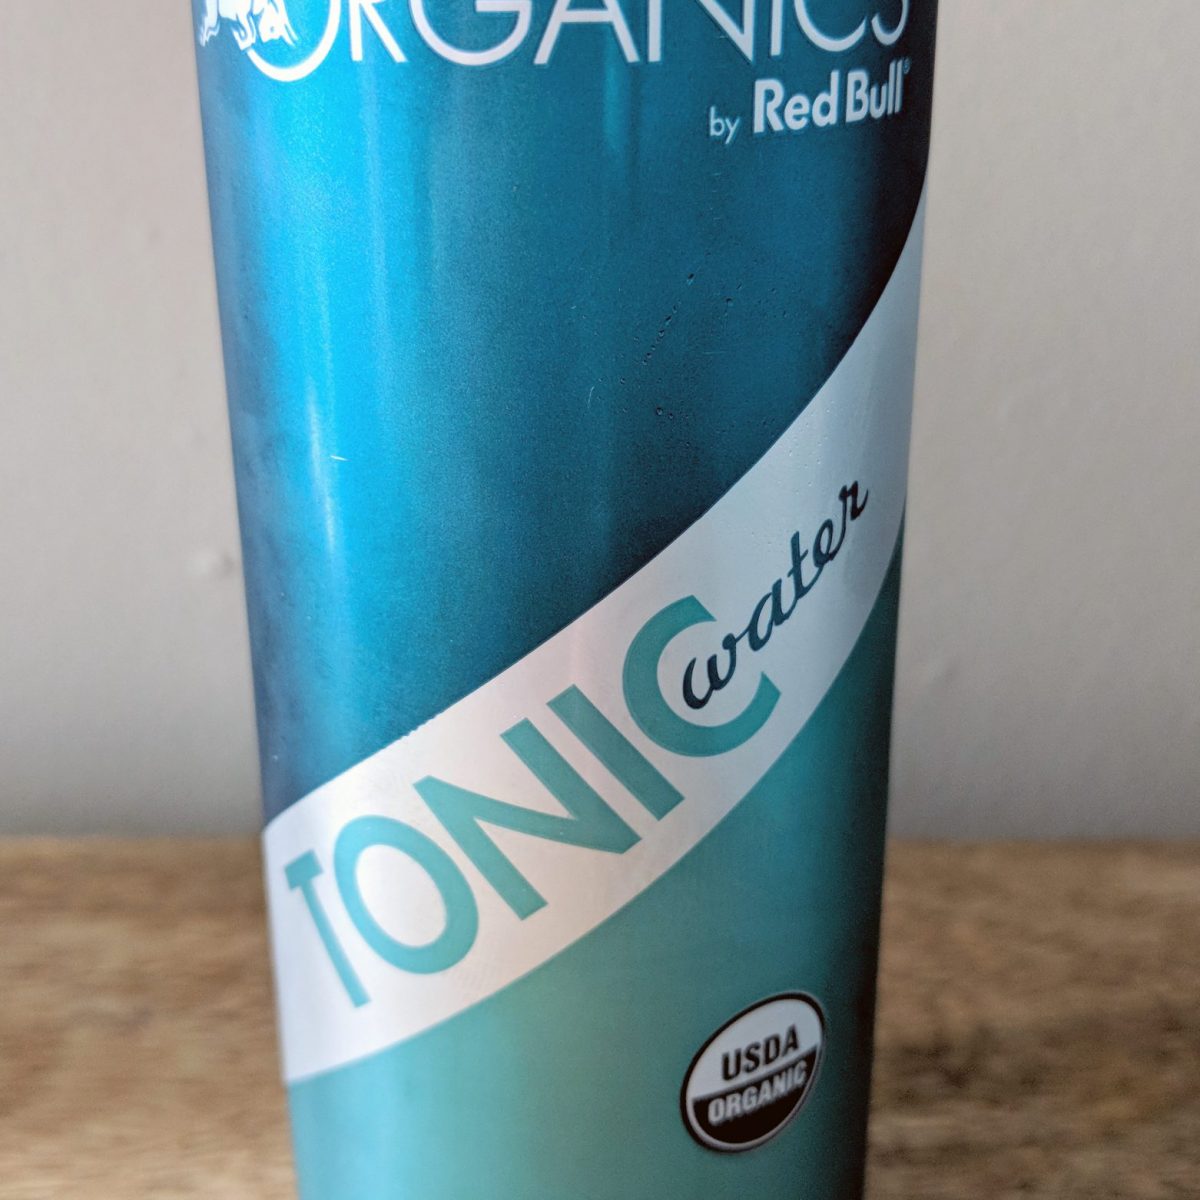 ORGANICS
by Red Bull®
TONIC water
USDA
ORGANIC